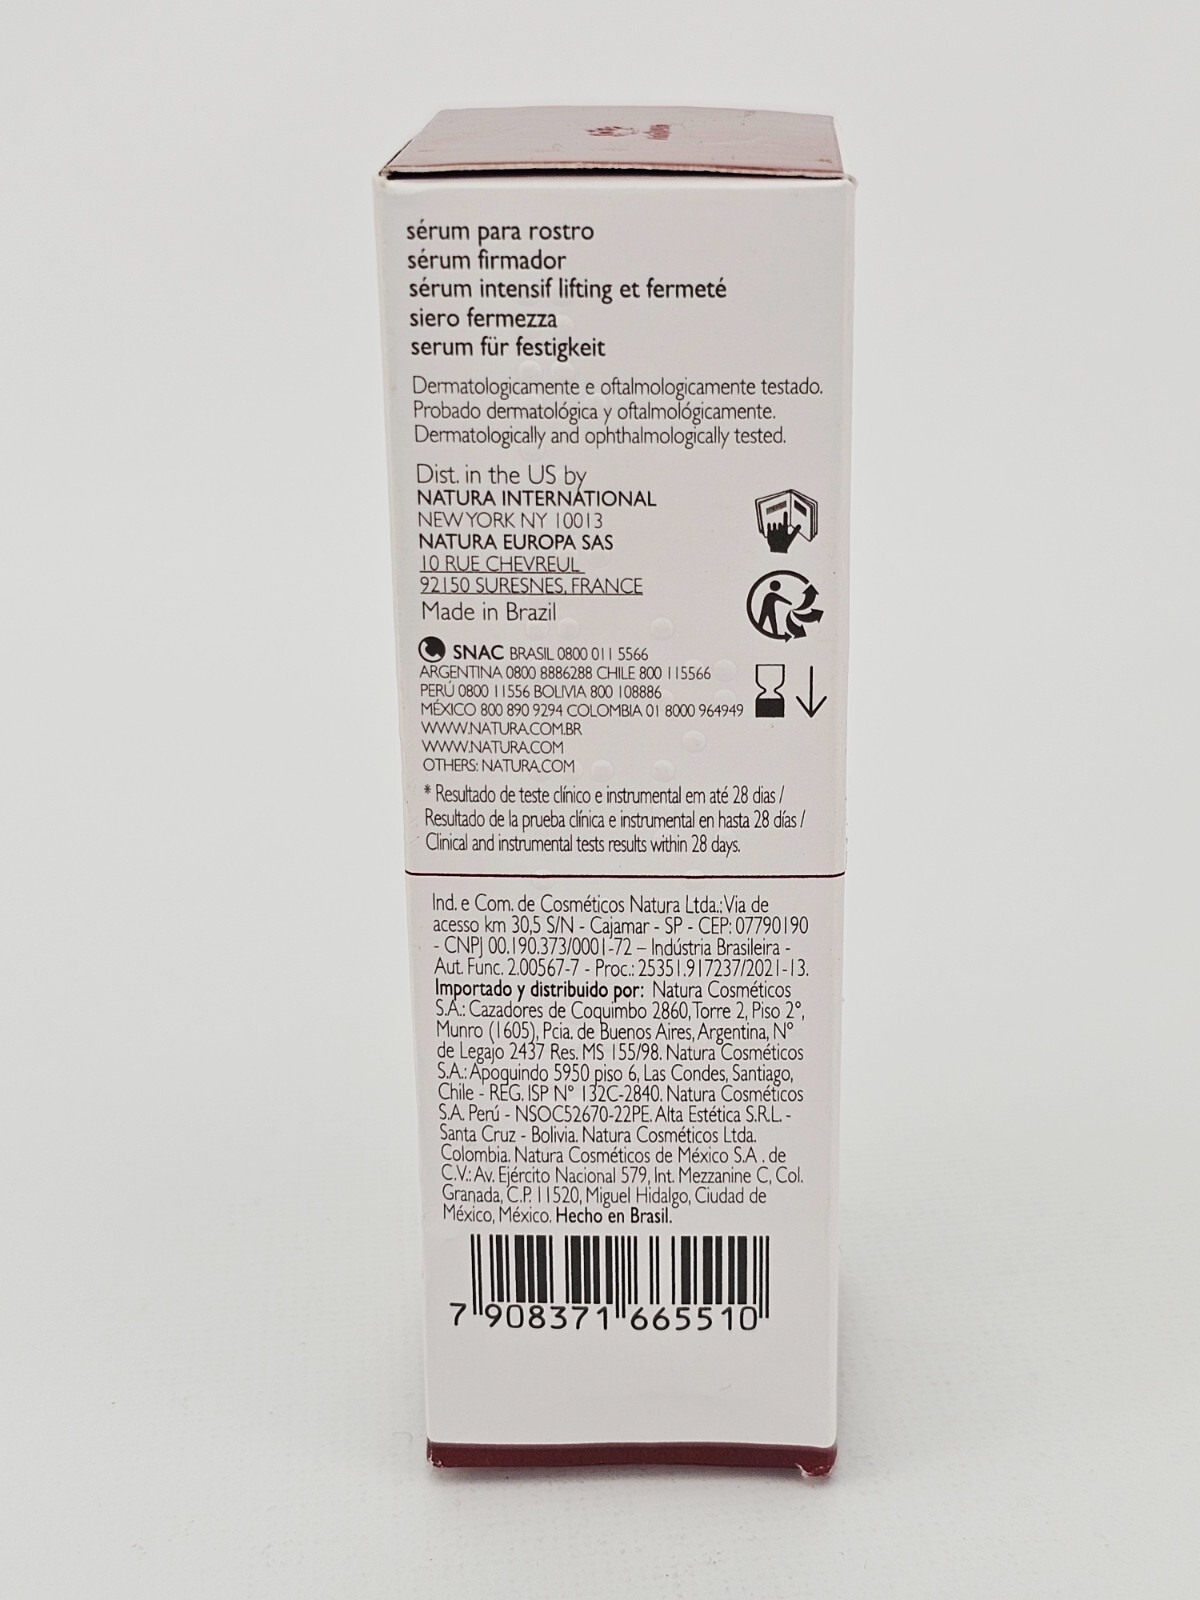 sérum para rostro
sérum firmador
sérum intensif lifting et fermeté
siero fermezza
serum für festigkeit
Dermatologicamente e oftalmologicamente testado.
Probado dermatológica y oftalmológicamente.
Dermatologically and ophthalmologically tested.
Dist. in the US by
NATURA INTERNATIONAL
NEW YORK NY 10013
NATURA EUROPA SAS
10 RUE CHEVREUL
92150 SURESNES, FRANCE
Made in Brazil
SNAC BRASIL 0800 011 5566
ARGENTINA 0800 8886288 CHILE 800 115566
PERÚ 0800 11556 BOLIVIA 800 108886
MÉXICO 800 890 9294 COLOMBIA 01 8000 964949
WWW.NATURA.COM.BR
WWW.NATURA.COM
OTHERS: NATURA.COM
* Resultado de teste clínico e instrumental em até 28 dias /
Resultado de la prueba clínica e instrumental en hasta 28 días /
Clinical and instrumental tests results within 28 days.
Ind. e Com. de Cosméticos Natura Ltda.: Via de
acesso km 30,5 S/N - Cajamar - SP - CEP: 07790190
- CNPJ 00.190.373/0001-72 – Indústria Brasileira -
Aut. Func. 2.00567-7 - Proc.: 25351.917237/2021-13.
Importado y distribuido por: Natura Cosméticos
S.A.: Cazadores de Coquimbo 2860, Torre 2, Piso 2°,
Munro (1605), Pcia. de Buenos Aires, Argentina, N°
de Legajo 2437 Res. MS 155/98. Natura Cosméticos
S.A.: Apoquindo 5950 piso 6, Las Condes, Santiago,
Chile - REG. ISP N° 132C-2840. Natura Cosméticos
S.A. Perú - NSOC52670-22PE. Alta Estética S.R.L. -
Santa Cruz - Bolivia. Natura Cosméticos Ltda.
Colombia. Natura Cosméticos de México S.A . de
C.V.: Av. Ejército Nacional 579, Int. Mezzanine C, Col.
Granada, C.P. 11520, Miguel Hidalgo, Ciudad de
México, México. Hecho en Brasil.
7 908371 665510